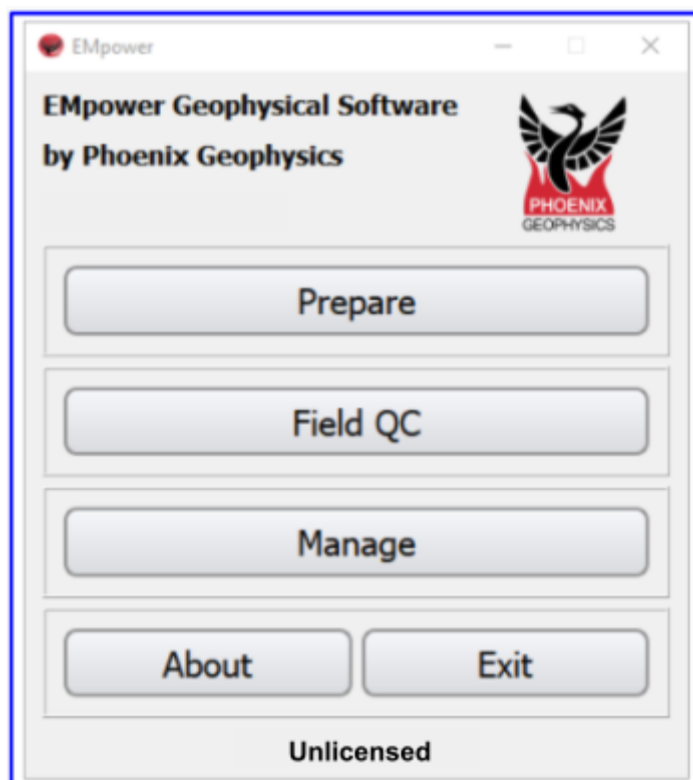 EMpower
EMpower Geophysical Software
by Phoenix Geophysics
PHOENIX
GEOPHYSICS
Prepare
Field QC
Manage
About Exit
Unlicensed